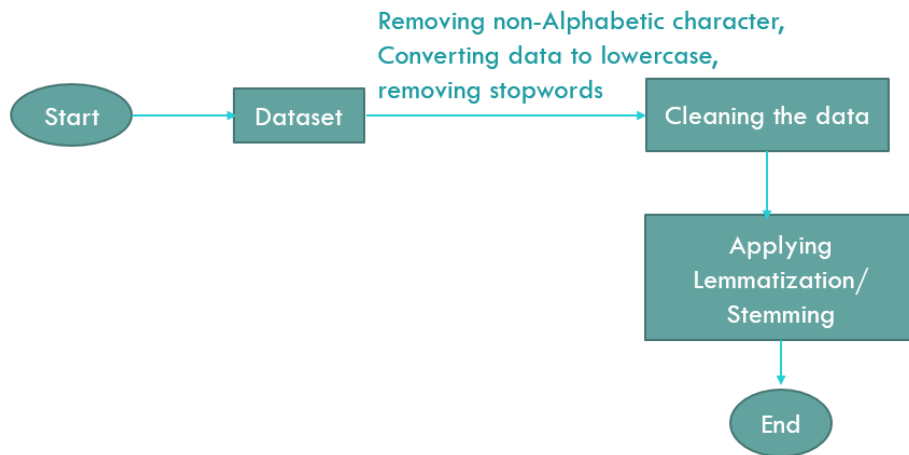 Removing non-Alphabetic character,
Converting data to lowercase,
removing stopwords
Start
Dataset
Cleaning the data
Applying
Lemmatization/
Stemming
End